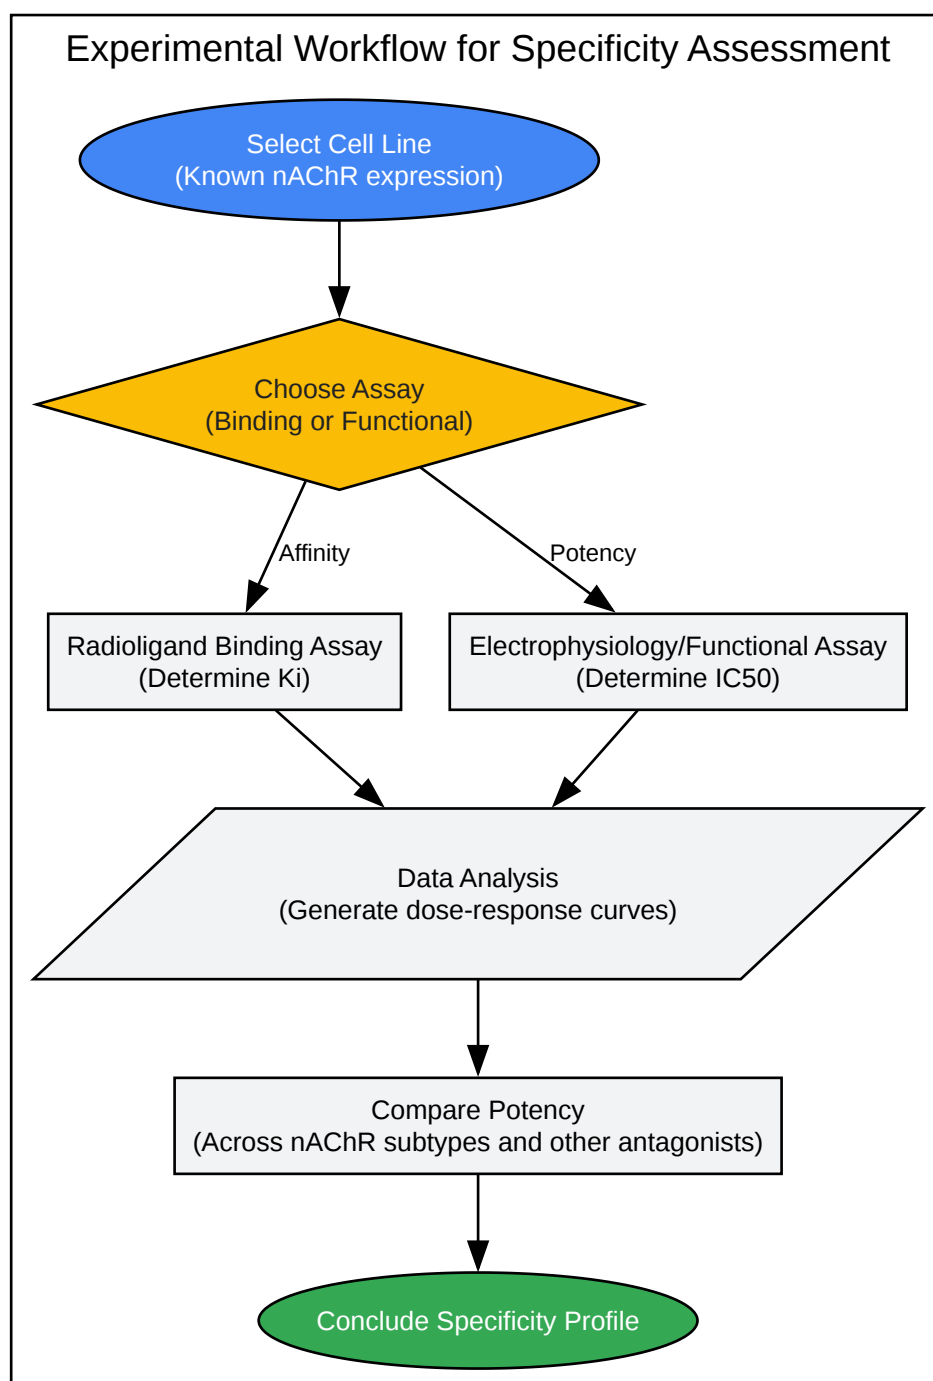 Experimental Workflow for Specificity Assessment
Select Cell Line
(Known nAChR expression)
Choose Assay
(Binding or Functional)
Affinity
Potency
Radioligand Binding Assay
(Determine Ki)
Electrophysiology/Functional Assay
(Determine IC50)
Data Analysis
(Generate dose-response curves)
Compare Potency
(Across nAChR subtypes and other antagonists)
Conclude Specificity Profile